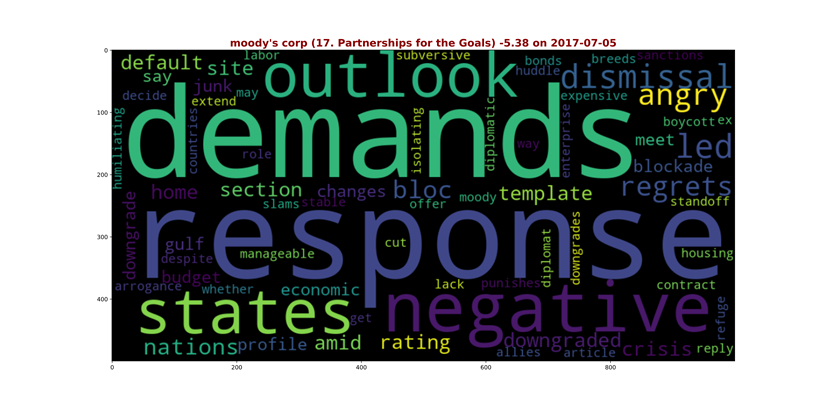 moody's corp (17. Partnerships for the Goals) -5.38 on 2017-07-05
0
100
200
300
400
0 200 400 600 800
labor subversive bonds breeds sanctions
default site outlook huddle dismissal
say junk angry
decide extend may expensive
demands
humiliating countries role isolating diplomatic way enterprise
boycott ex
meet led
blockade
home section changes bloc moody template regrets
slams stable offer standoff
response
downgrade gulf cut diplomat downgrades housing
despite manageable
budget
arrogance whether economic lack punishes contract
states get negative refuge
nations profile amid rating downgraded crisis reply
allies article